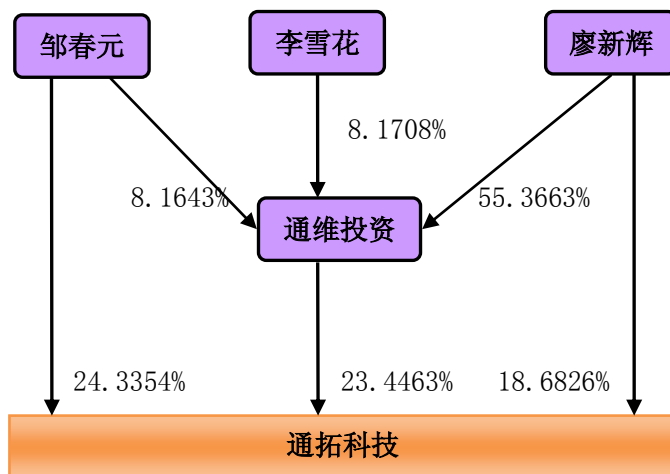 邹春元
李雪花
廖新辉
8.1708%
8.1643%
55.3663%
通维投资
24.3354%
23.4463%
18.6826%
通拓科技